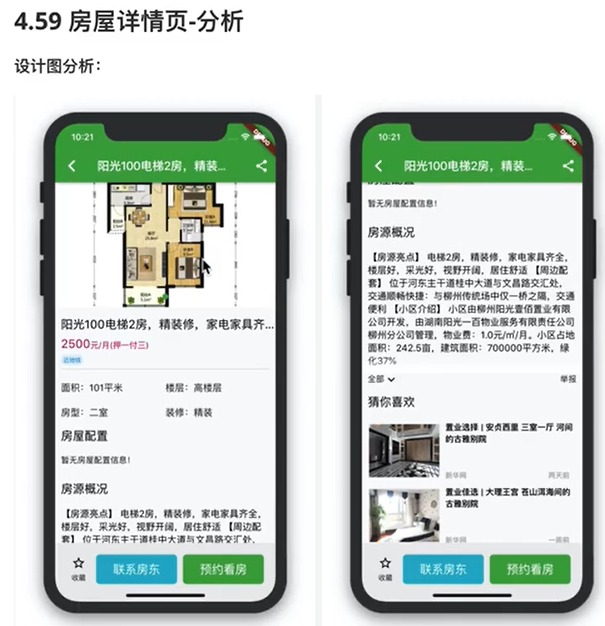 4.59 房屋详情页-分析
设计图分析：
10:21
阳光100电梯2房，精装...
阳光100电梯2房，精装修，家电家具齐...
2500元/月(押一付三)
近地铁
面积：101平米
楼层：高楼层
房型：二室
装修：精装
房屋配置
暂无房屋配置信息！
房源概况
【房源亮点】 电梯2房，精装修，家电家具齐全，
楼层好，采光好，视野开阔，居住舒适 【周边配
套】 位于河东主干道桂中大道与文昌路交汇处，
收藏
联系房东
预约看房
10:21
阳光100电梯2房，精装...
房屋配置
暂无房屋配置信息！
房屋概况
【房源亮点】 电梯2房，精装修，家电家具齐全，
楼层好，采光好，视野开阔，居住舒适 【周边配
套】 位于河东主干道桂中大道与文昌路交汇处，
交通顺畅快捷：与柳州传统场中仅一桥之隔，交通
便利 【小区介绍】 小区由柳州阳光壹佰置业有限
公司开发，由湖南阳光一百物业服务有限责任公司
柳州分公司管理，物业费：1.0元/㎡/月。小区占地
面积：242.5亩，建筑面积：700000平方米，绿
化37%
全部
举报
猜你喜欢
置业选择 | 安贞西里 三室一厅 河间
的古雅别院
新华网
两天前
置业佳选 | 大理王宫 苍山洱海间的
古雅别院
新华网
一周前
收藏
联系房东
预约看房